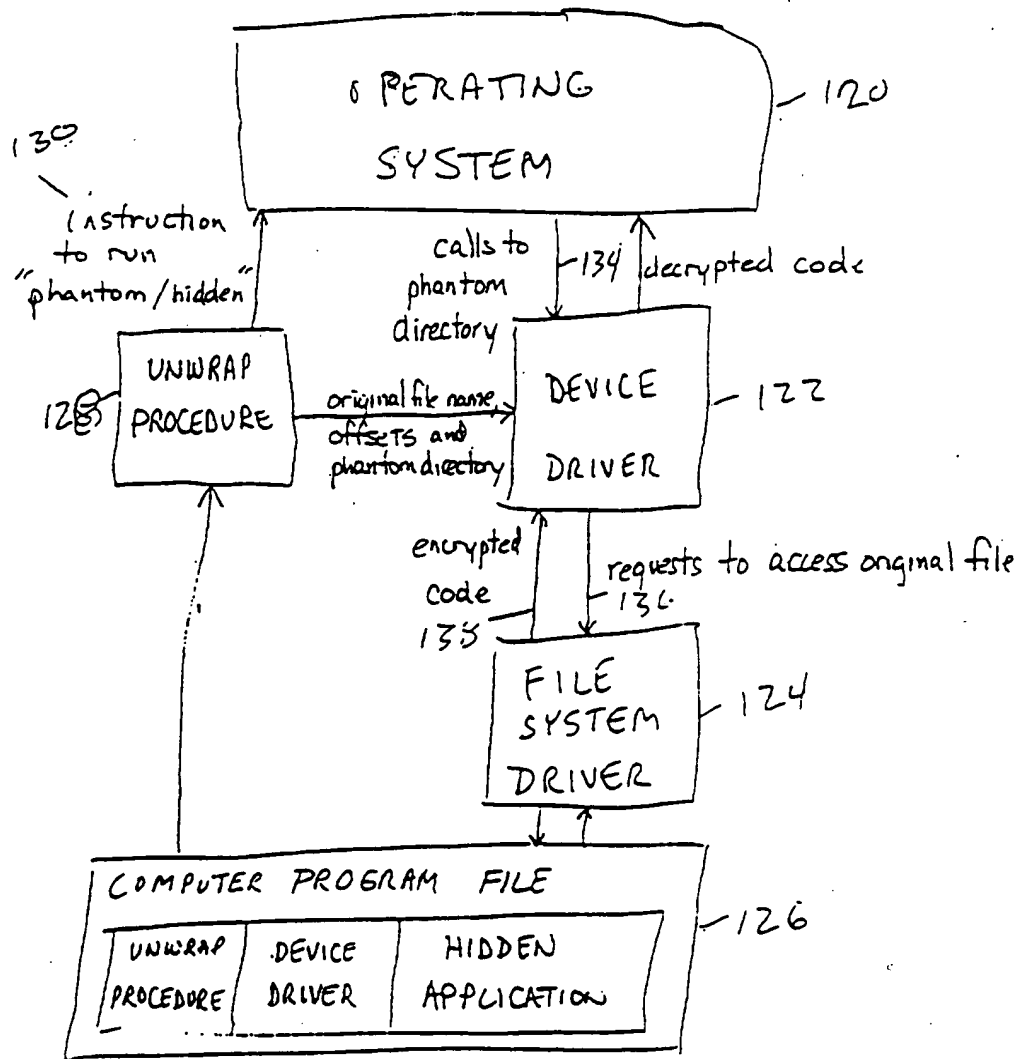 OPERATING
SYSTEM
120
130
instruction
to run
"phantom/hidden"
calls to
phantom
directory
134
decrypted code
UNWRAP
PROCEDURE
128
original file name,
offsets and
phantom directory
DEVICE
DRIVER
122
encrypted
code
138
requests to access original file
136
FILE
SYSTEM
DRIVER
124
COMPUTER PROGRAM FILE
126
UNWRAP
PROCEDURE
DEVICE
DRIVER
HIDDEN
APPLICATION